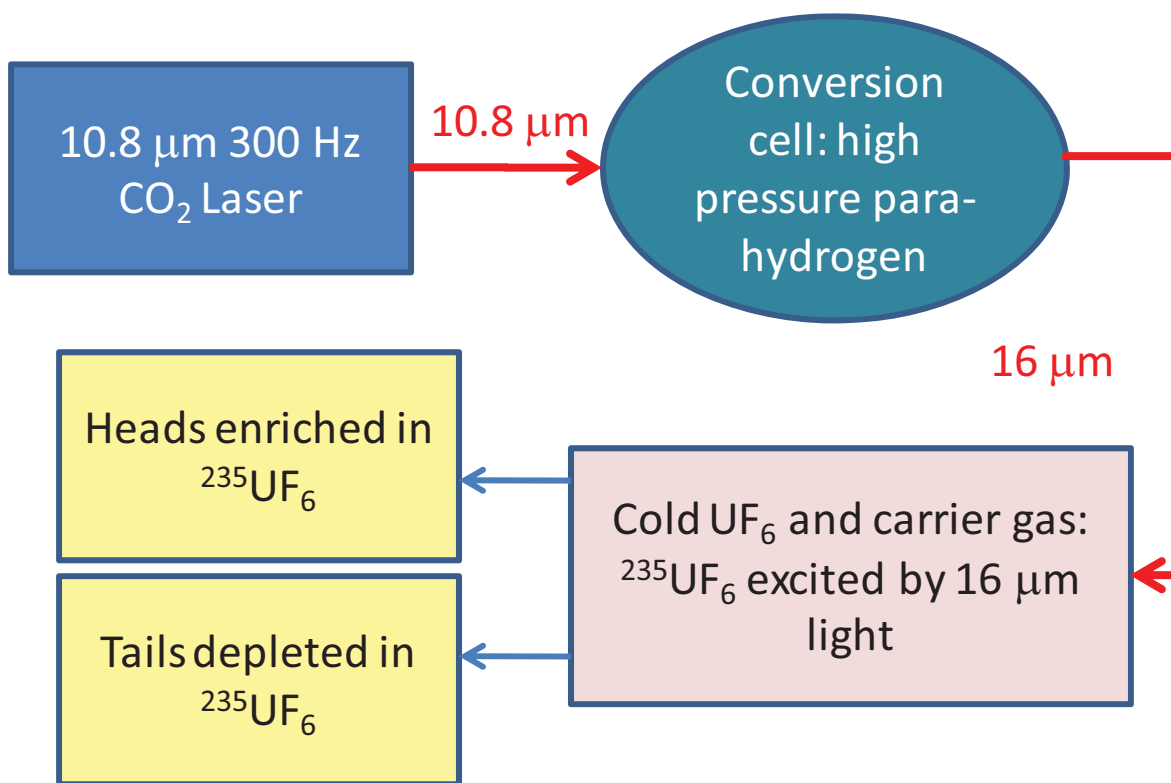 10.8 μm 300 Hz
CO₂ Laser
10.8 μm
Conversion
cell: high
pressure para-
hydrogen
16 μm
Cold UF₆ and carrier gas:
²³⁵UF₆ excited by 16 μm
light
Heads enriched in
²³⁵UF₆
Tails depleted in
²³⁵UF₆